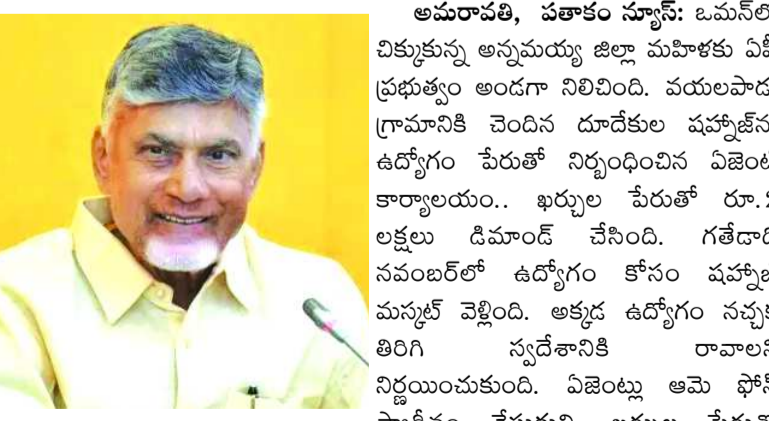 అమరావతి, పతాకం న్యూస్: ఒమన్‌లో
చిక్కుకున్న అన్నమయ్య జిల్లా మహిళకు ఏపీ
ప్రభుత్వం అండగా నిలిచింది. వయలపాడు
గ్రామానికి చెందిన దూదేకుల షహ్నాజ్‌ను
ఉద్యోగం పేరుతో నిర్బంధించిన ఏజెంట్
కార్యాలయం.. ఖర్చుల పేరుతో రూ.
లక్షలు డిమాండ్ చేసింది. గతేడాది
నవంబర్‌లో ఉద్యోగం కోసం షహ్నాజ్
మస్కట్ వెళ్లింది. అక్కడ ఉద్యోగం నచ్చక
తిరిగి స్వదేశానికి రావాలని
నిర్ణయించుకుంది. ఏజెంట్లు ఆమె ఫోన్